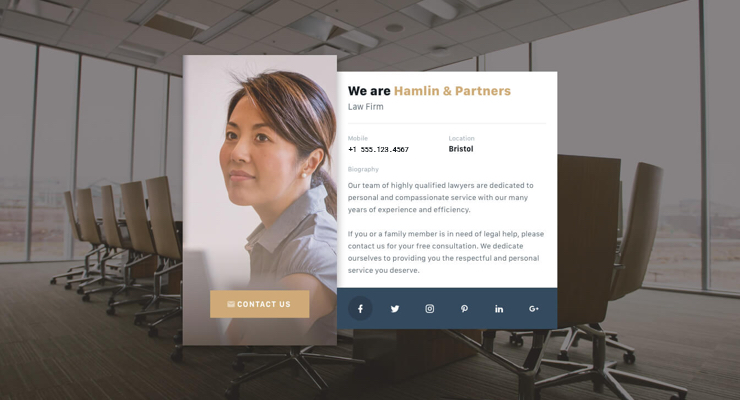 We are Hamlin & Partners
Law Firm
Mobile
Location
+1 555.123.4567
Bristol
Biography
Our team of highly qualified lawyers are dedicated to
personal and compassionate service with our many
years of experience and efficiency.
If you or a family member is in need of legal help, please
contact us for your free consultation. We dedicate
ourselves to providing you the respectful and personal
service you deserve.
CONTACT US